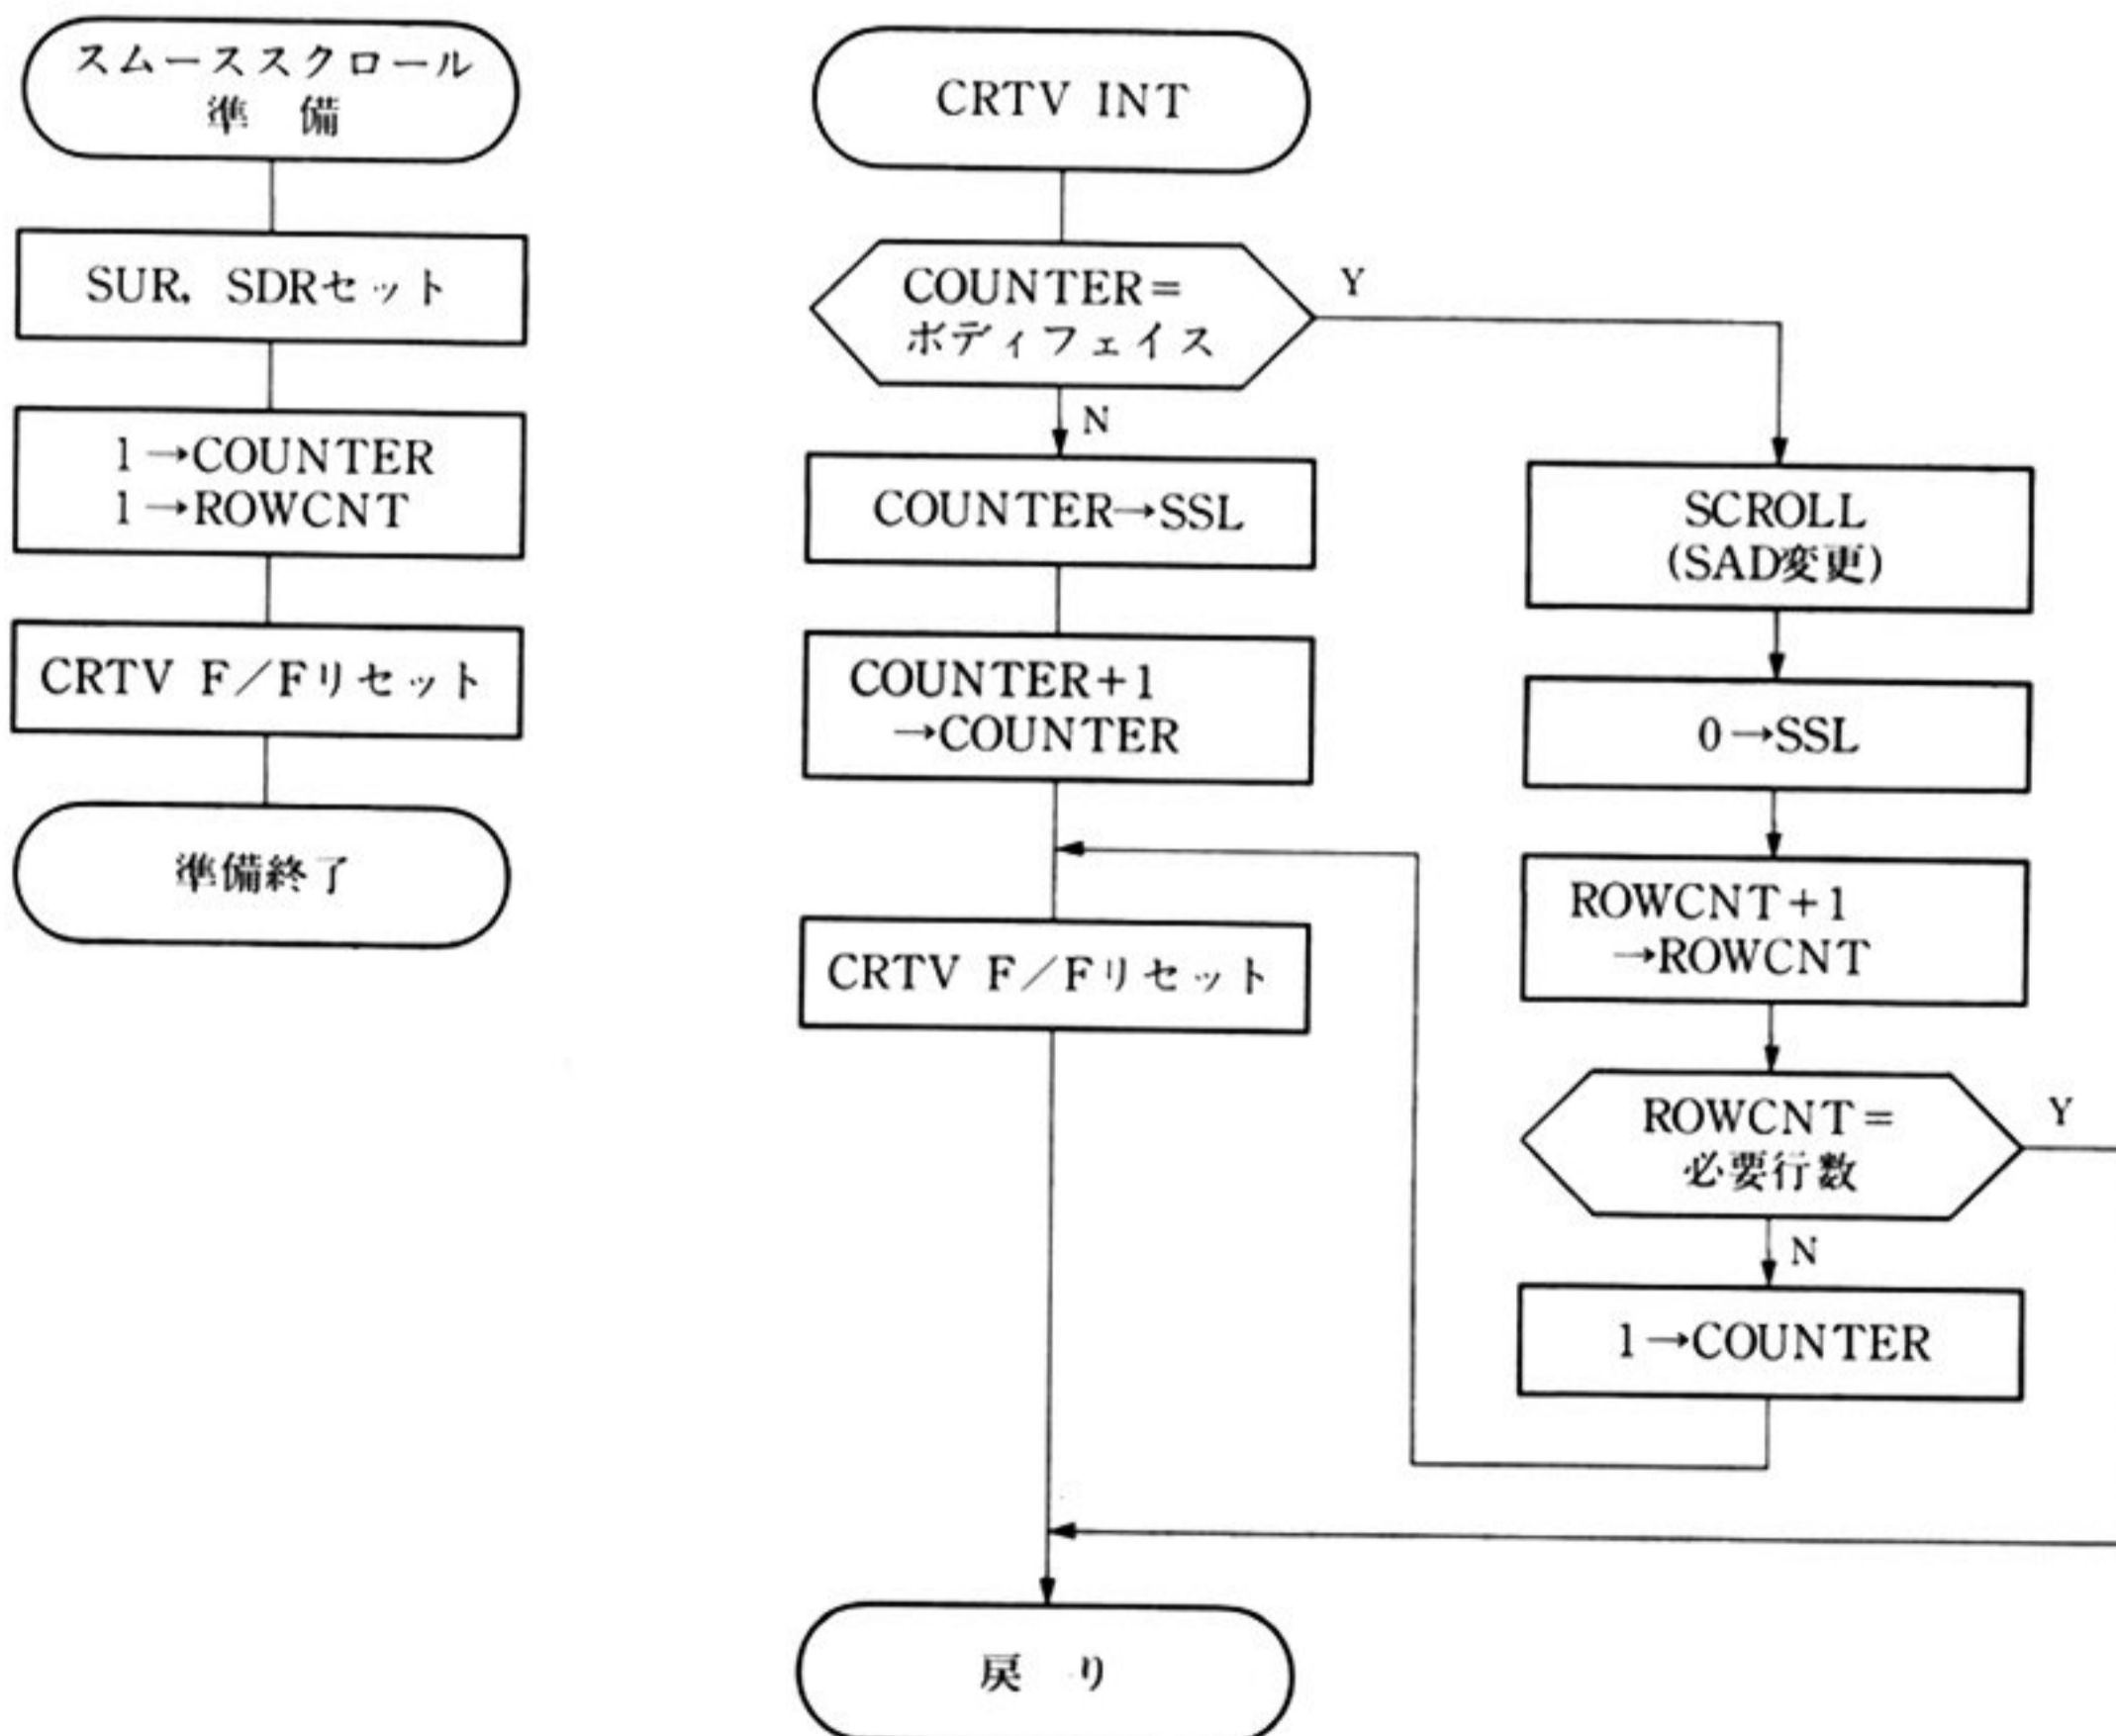 スムーススクロール
準 備
SUR, SDRセット
1→COUNTER
1→ROWCNT
CRTV F/Fリセット
準備終了
CRTV INT
COUNTER=
ボディフェイス
Y
N
COUNTER→SSL
COUNTER+1
→COUNTER
CRTV F/Fリセット
戻 り
SCROLL
(SAD変更)
0→SSL
ROWCNT+1
→ROWCNT
ROWCNT=
必要行数
Y
N
1→COUNTER